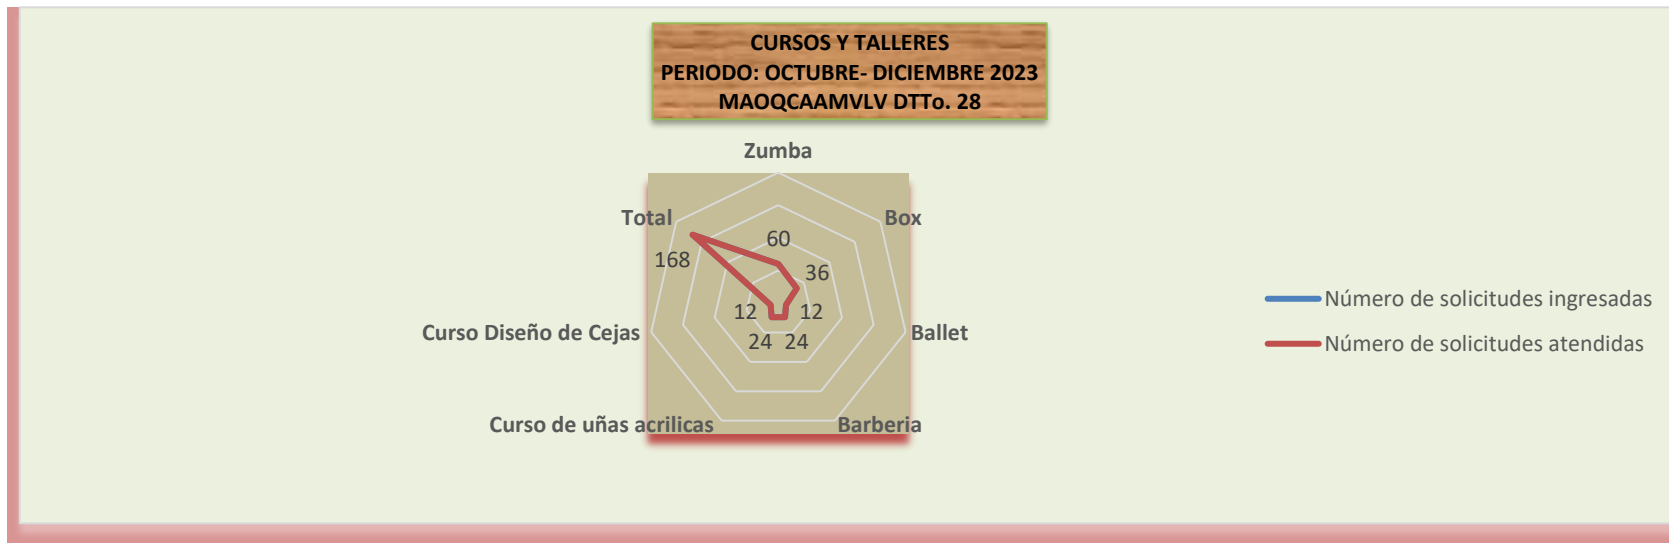 CURSOS Y TALLERES
PERIODO: OCTUBRE- DICIEMBRE 2023
MAOQCAAMVLV DTTo. 28
Zumba
Total
Box
60
168
36
12
12
24
24
Curso Diseño de Cejas
Ballet
Curso de uñas acrilicas
Barberia
Número de solicitudes ingresadas
Número de solicitudes atendidas